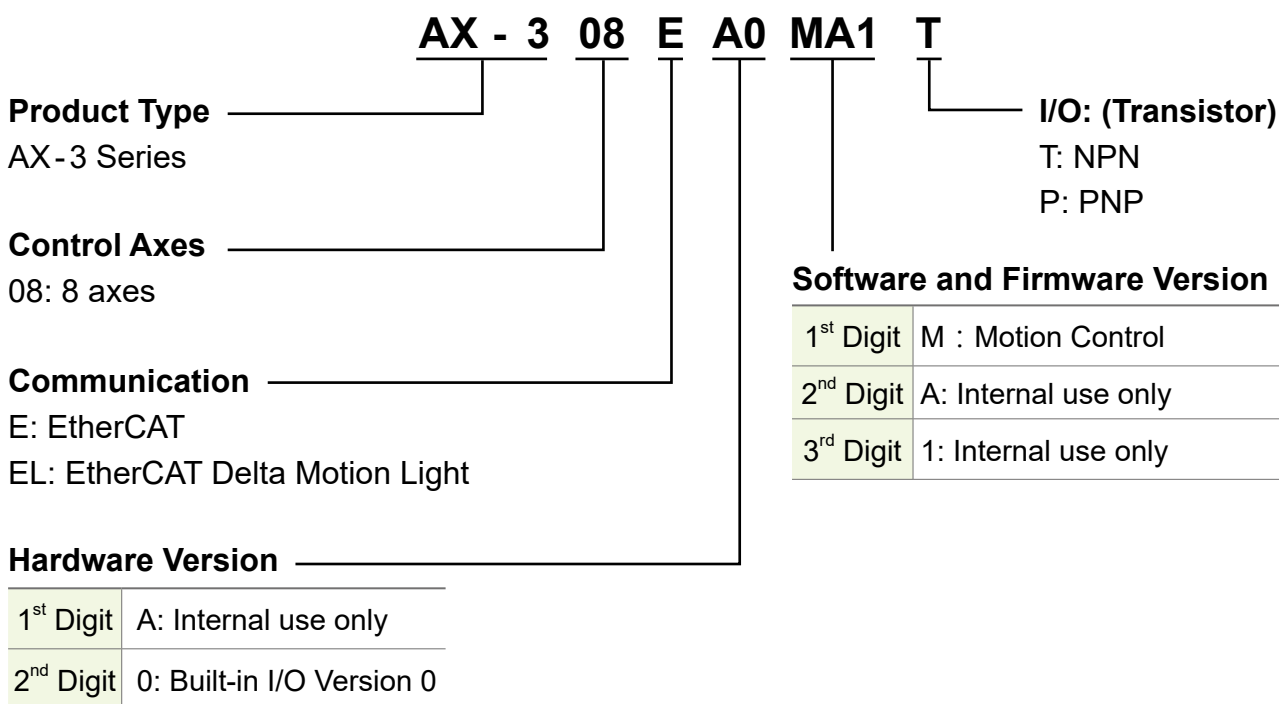 AX - 3 08 E A0 MA1 T
Product Type
AX-3 Series
Control Axes
08: 8 axes
Communication
E: EtherCAT
EL: EtherCAT Delta Motion Light
Hardware Version
1st Digit A: Internal use only
2nd Digit 0: Built-in I/O Version 0
I/O: (Transistor)
T: NPN
P: PNP
Software and Firmware Version
1st Digit M：Motion Control
2nd Digit A: Internal use only
3rd Digit 1: Internal use only